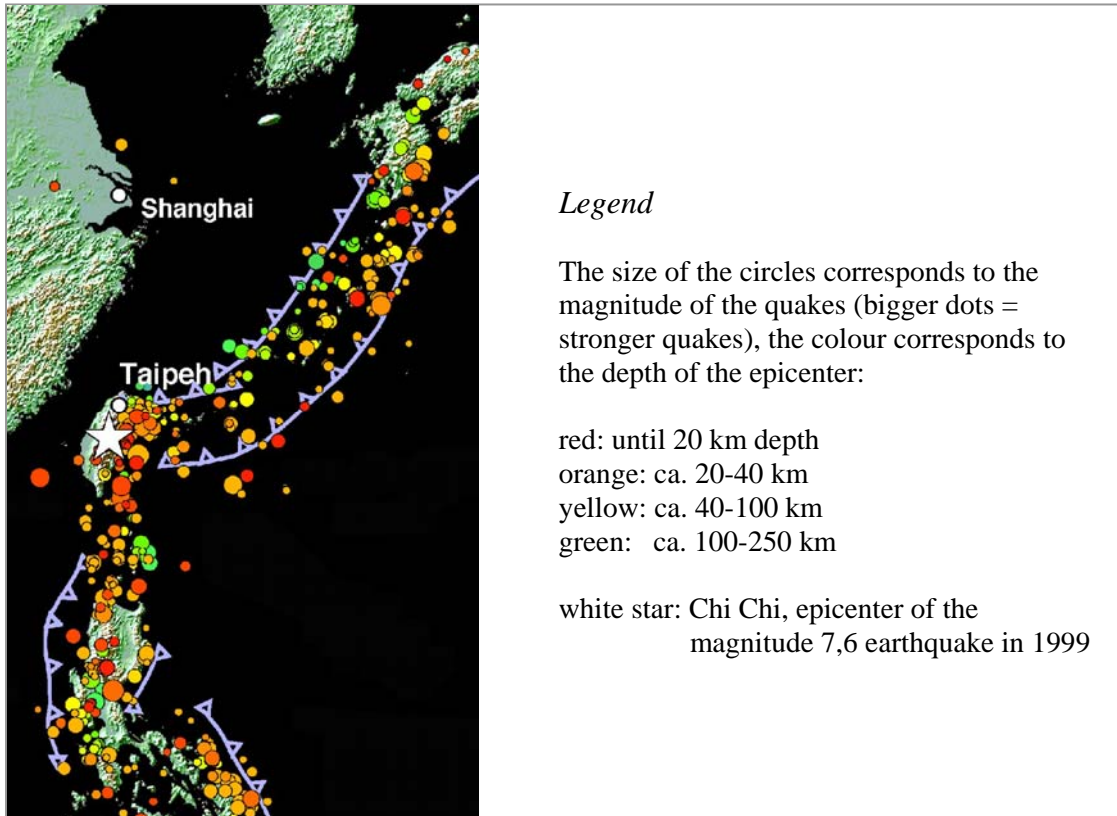 Shanghai
Taipeh
Legend
The size of the circles corresponds to the
magnitude of the quakes (bigger dots =
stronger quakes), the colour corresponds to
the depth of the epicenter:
red: until 20 km depth
orange: ca. 20-40 km
yellow: ca. 40-100 km
green: ca. 100-250 km
white star: Chi Chi, epicenter of the
magnitude 7,6 earthquake in 1999